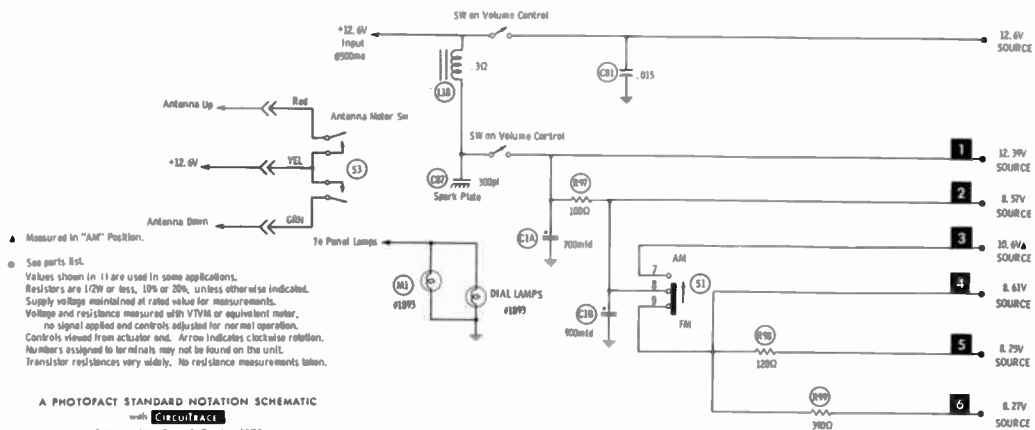 SW on Volume Control
+12.6V
Input
@500ma
12.6V
SOURCE
.3Ω
L38
C81
.015
Antenna Up
Red
Antenna Motor Sw
+12.6V
YEL
S3
SW on Volume Control
1
12.39V
SOURCE
C87
300pf
Spark Plate
R97
100Ω
2
8.57V
SOURCE
Antenna Down
GRN
C1A
700mfd
3
10.6V▲
SOURCE
To Panel Lamps
AM
7
8
9
S1
FM
4
8.61V
SOURCE
M1
#1893
DIAL LAMPS
#1893
C1B
900mfd
R98
120Ω
5
8.25V
SOURCE
R99
390Ω
6
8.27V
SOURCE
▲ Measured in "AM" Position.
See parts list.
Values shown in ( ) are used in some applications.
Resistors are 1/2W or less, 10% or 20%, unless otherwise indicated.
Supply voltage maintained at rated value for measurements.
Voltage and resistance measured with VTVM or equivalent meter,
no signal applied and controls adjusted for normal operation.
Controls viewed from actuator end. Arrow indicates clockwise rotation.
Numbers assigned to terminals may not be found on the unit.
Transistor resistances vary widely. No resistance measurements taken.
A PHOTOFACT STANDARD NOTATION SCHEMATIC
with CIRCUITRACE